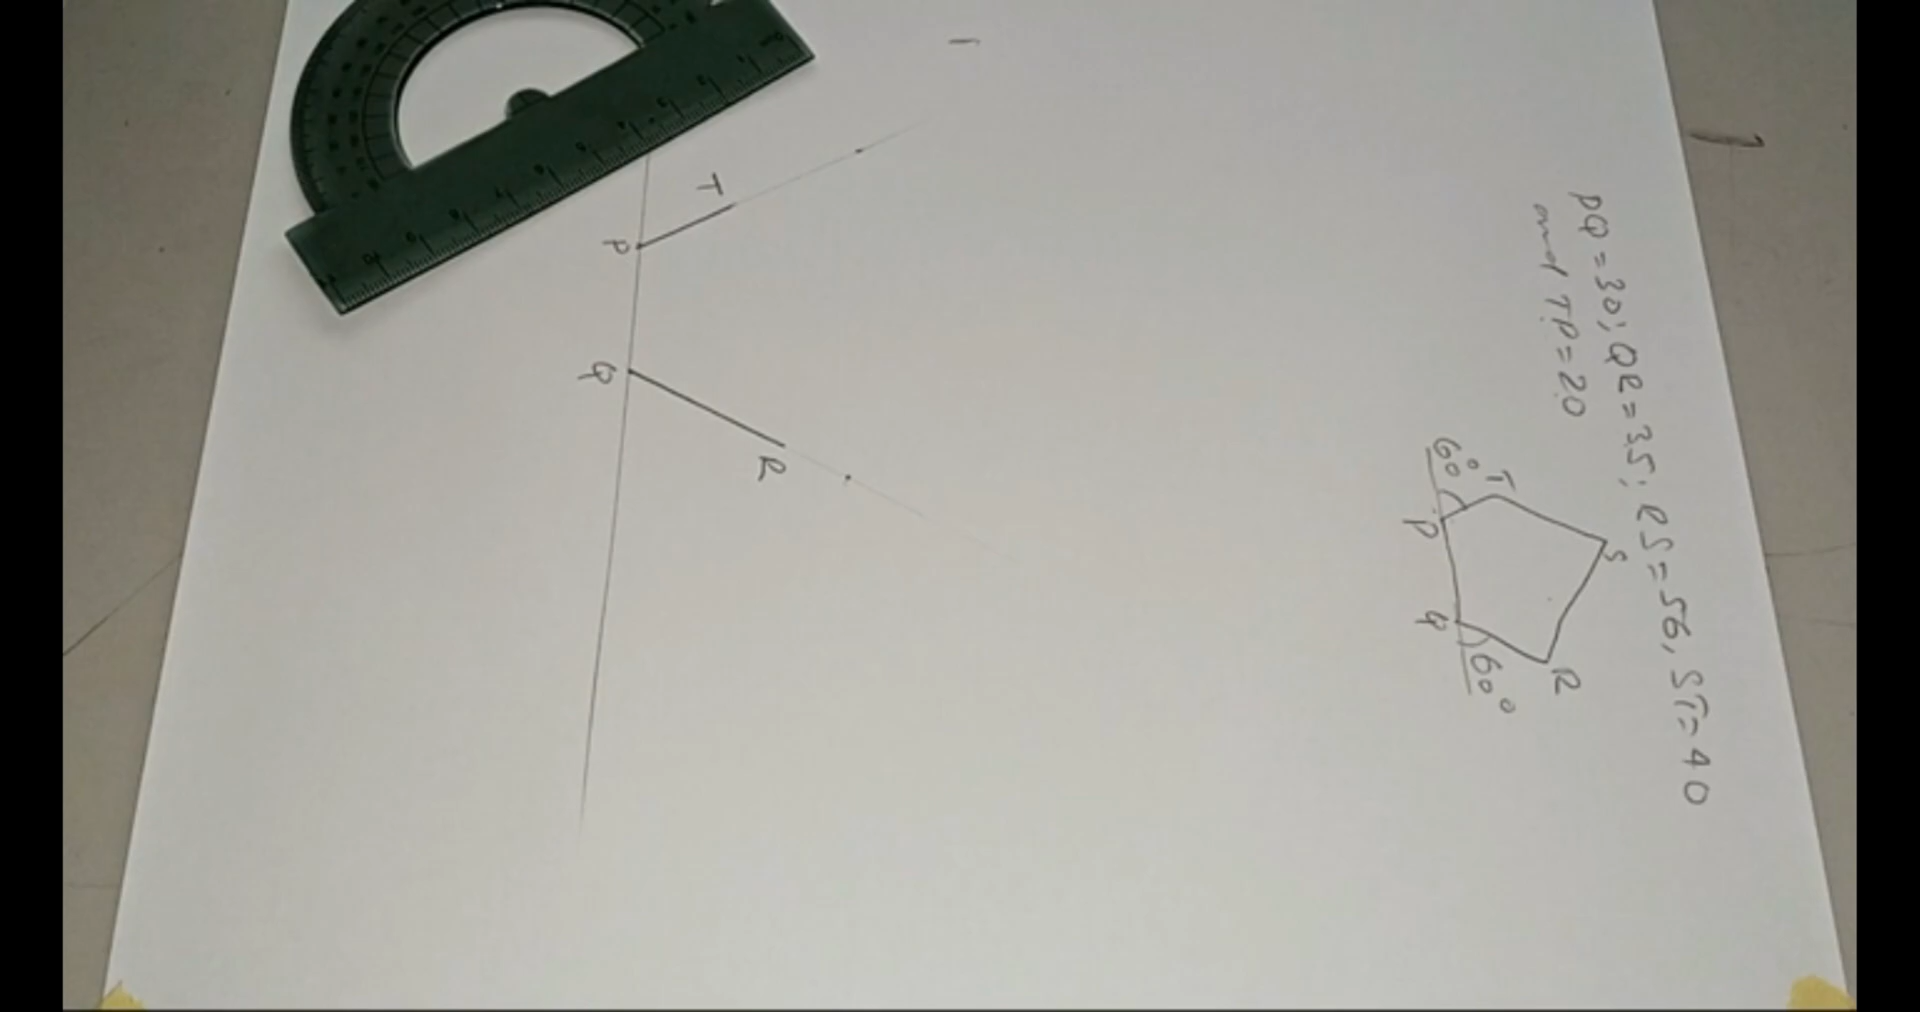 PQ = 30; QR = 35; RS = 56, ST = 40
and TP = 20
60°
T
S
P
Q
R
60°
T
P
Q
R